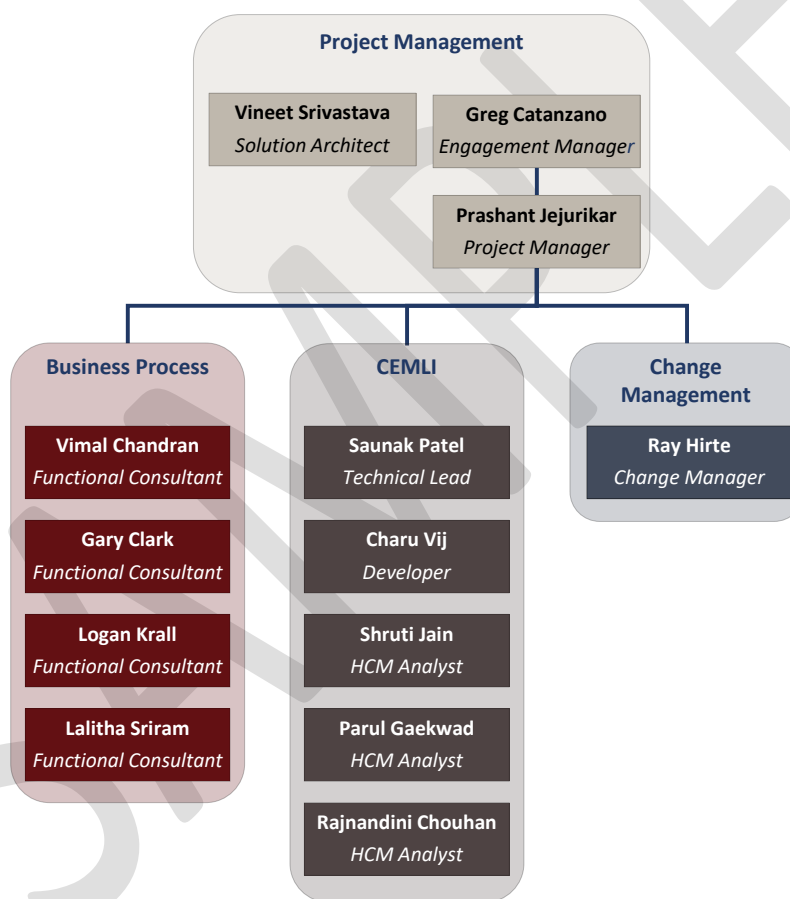 Project Management
Vineet Srivastava
Solution Architect
Greg Catanzano
Engagement Manager
Prashant Jejurikar
Project Manager
Business Process
Vimal Chandran
Functional Consultant
Gary Clark
Functional Consultant
Logan Krall
Functional Consultant
Lalitha Sriram
Functional Consultant
CEMLI
Saunak Patel
Technical Lead
Charu Vij
Developer
Shruti Jain
HCM Analyst
Parul Gaekwad
HCM Analyst
Rajnandini Chouhan
HCM Analyst
Change
Management
Ray Hirte
Change Manager
SAMPLE